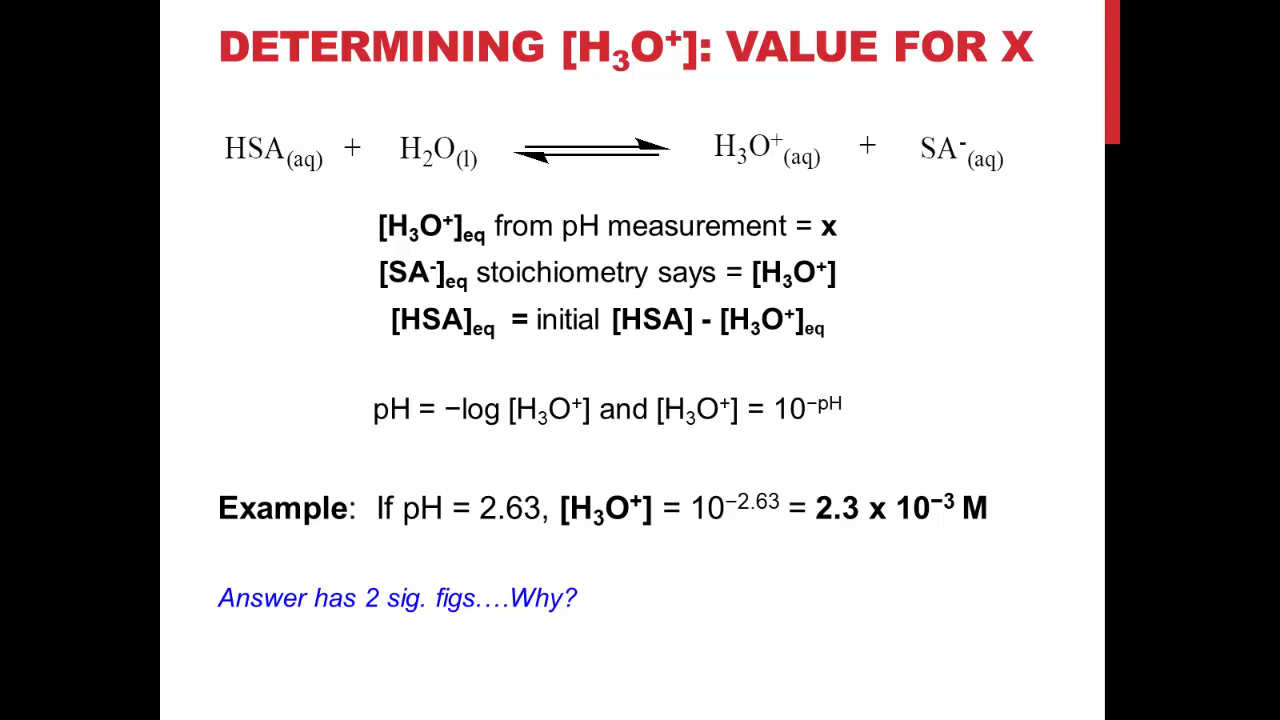 DETERMINING [H₃O⁺]: VALUE FOR X
HSA(aq) + H₂O(l) ⇌ H₃O⁺(aq) + SA⁻(aq)
[H₃O⁺]eq from pH measurement = x
[SA⁻]eq stoichiometry says = [H₃O⁺]
[HSA]eq = initial [HSA] - [H₃O⁺]eq
pH = −log [H₃O⁺] and [H₃O⁺] = 10⁻ᵖᴴ
Example: If pH = 2.63, [H₃O⁺] = 10⁻²·⁶³ = 2.3 x 10⁻³ M
Answer has 2 sig. figs….Why?